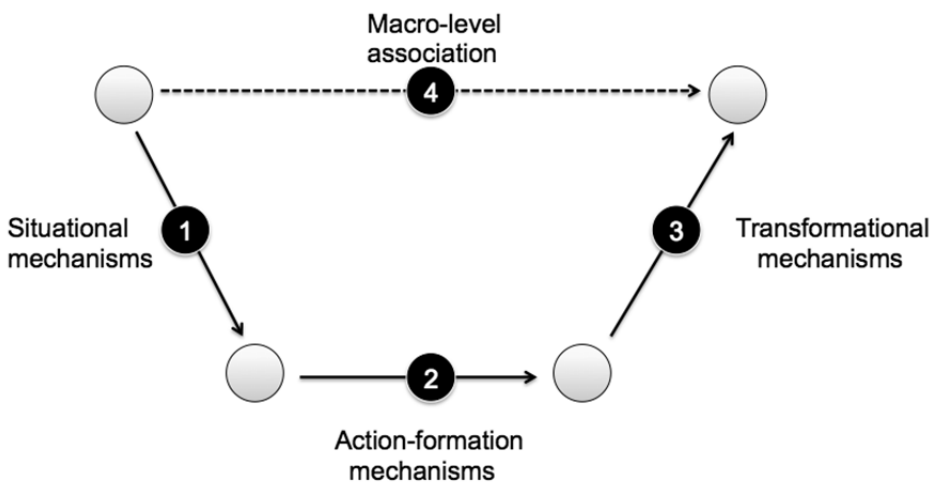 Macro-level
association
4
Situational
mechanisms
1
3
Transformational
mechanisms
2
Action-formation
mechanisms